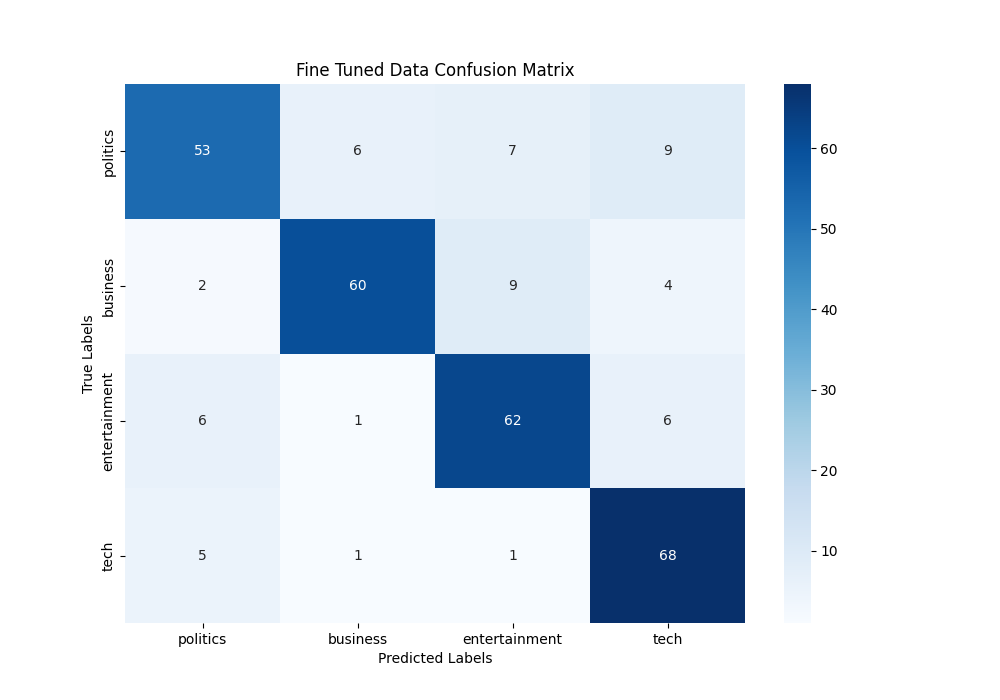 Fine Tuned Data Confusion Matrix
True Labels
politics
53 6 7 9
business
2 60 9 4
entertainment
6 1 62 6
tech
5 1 1 68
politics business entertainment tech
Predicted Labels
60
50
40
30
20
10